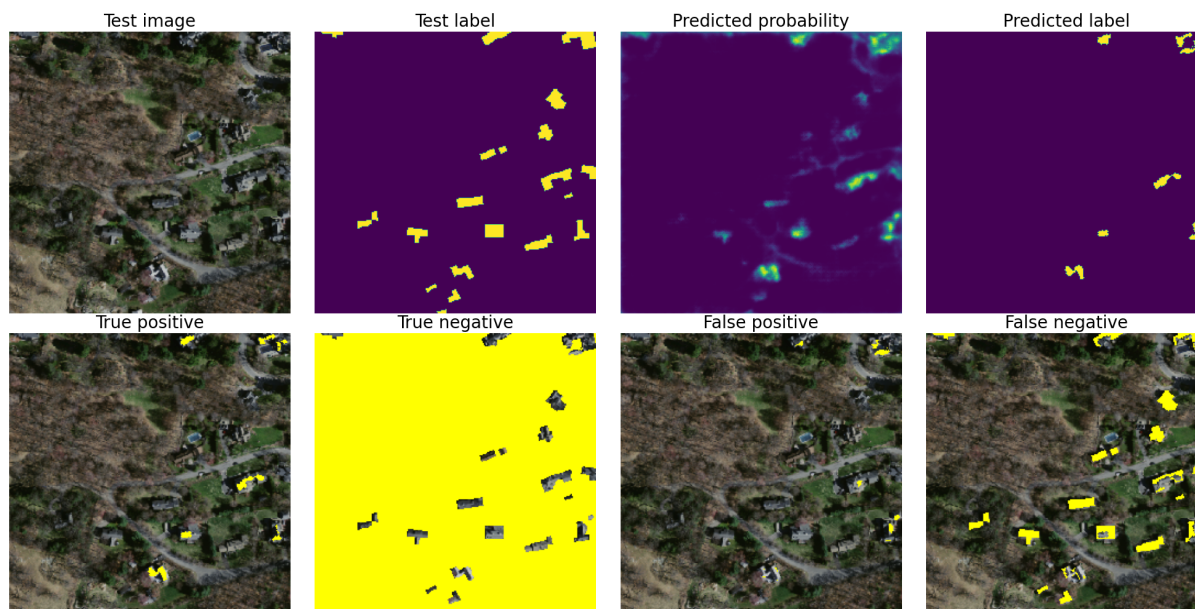 Test image
Test label
Predicted probability
Predicted label
True positive
True negative
False positive
False negative